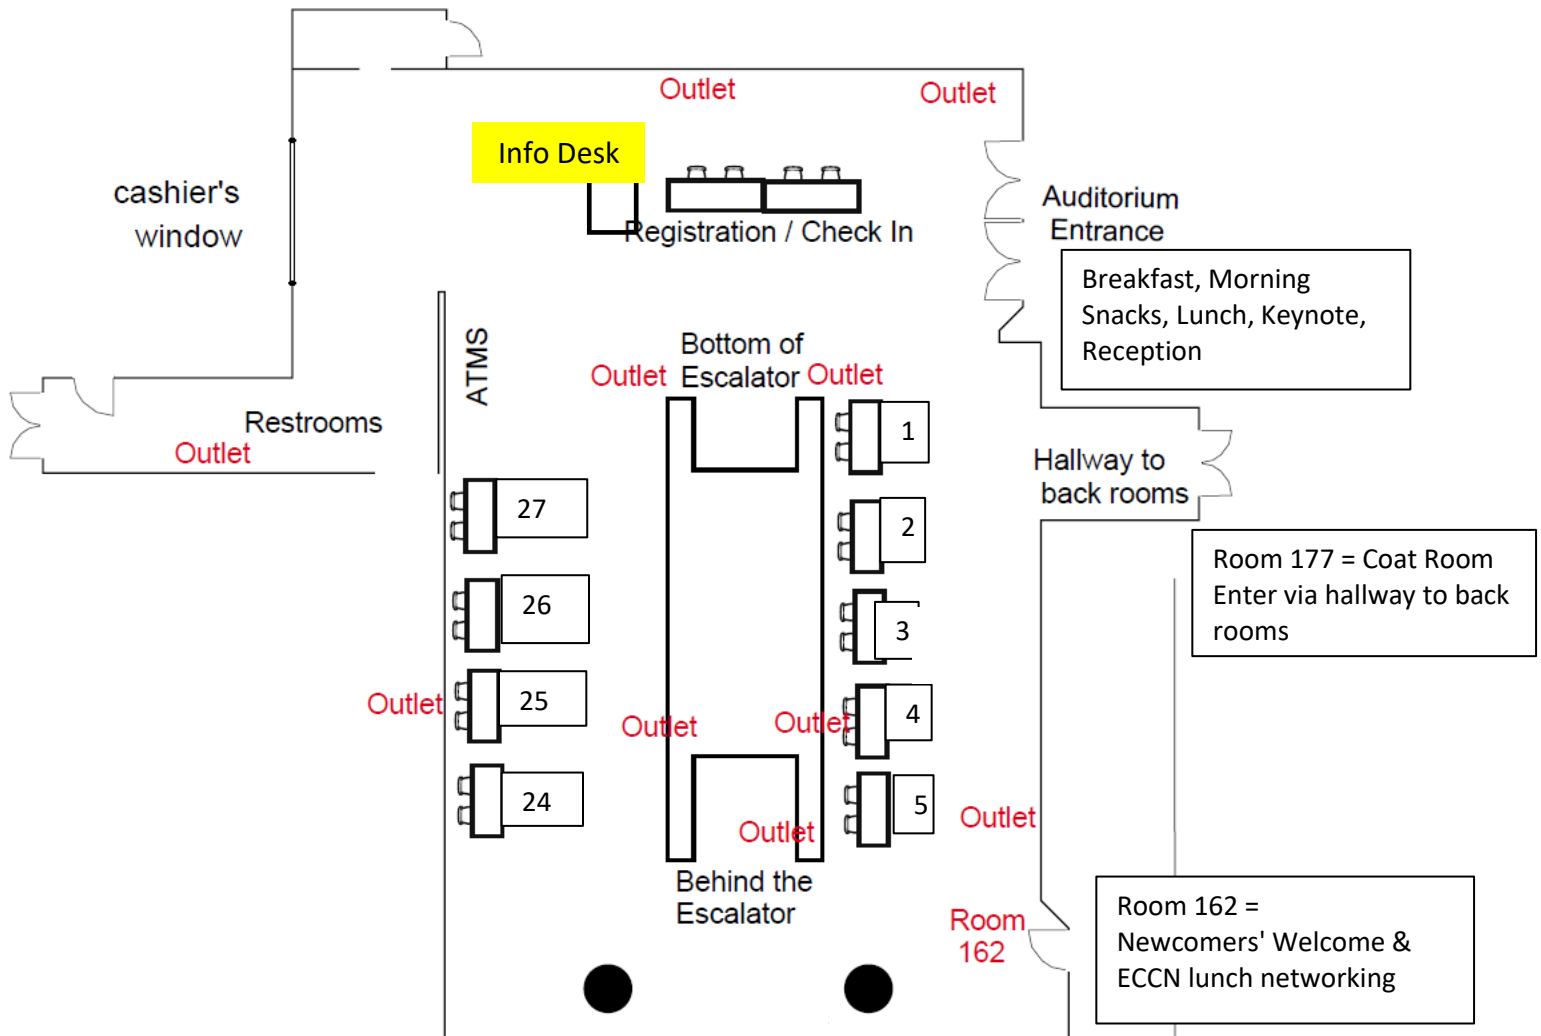 Outlet
Outlet
Info Desk
cashier's
window
Registration / Check In
Auditorium
Entrance
Breakfast, Morning
Snacks, Lunch, Keynote,
Reception
ATMS
Bottom of
Escalator
Outlet
Outlet
Restrooms
Outlet
1
Hallway to
back rooms
27
2
Room 177 = Coat Room
Enter via hallway to back
rooms
26
3
Outlet
25
Outlet
Outlet
4
24
5
Outlet
Outlet
Behind the
Escalator
Room
162
Room 162 =
Newcomers' Welcome &
ECCN lunch networking